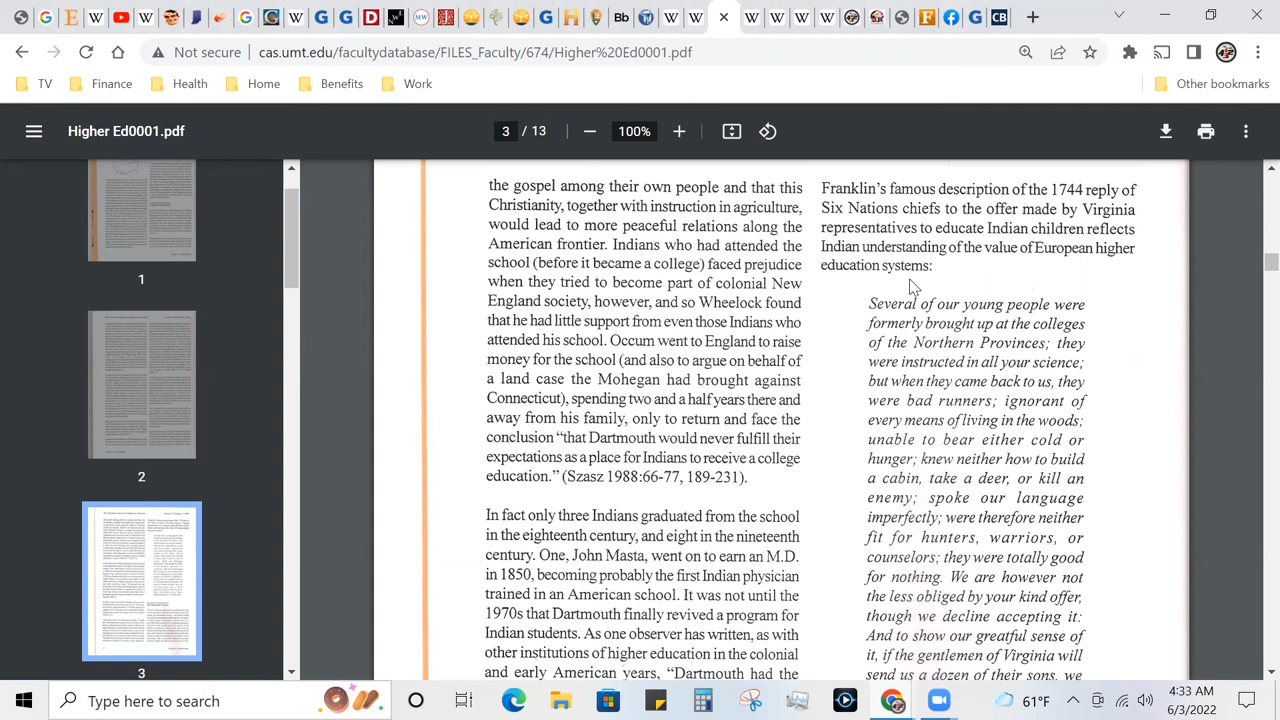 Bb
MW
CB
Not secure
cas.umt.edu/facultydatabase/FILES_Faculty/674/Higher%20Ed0001.pdf
TV
Finance
Health
Home
Benefits
Work
Other bookmarks
Higher Ed0001.pdf
3 / 13
100%
1
2
3
the gospel among their own people and that this
Christianity, together with instruction in agriculture,
would lead to more peaceful relations along the
American frontier. Indians who had attended the
school (before it became a college) faced prejudice
when they tried to become part of colonial New
England society, however, and so Wheelock found
that he had little support from even those Indians who
attended his school. Occum went to England to raise
money for the school (and also to argue on behalf of
a land case the Mohegan had brought against
Connecticut), spending two and a half years there and
away from his family, only to return and face the
conclusion "that Dartmouth would never fulfill their
expectations as a place for Indians to receive a college
education." (Szasz 1988:66-77, 189-231).
In fact only three Indians graduated from the school
in the eighteenth century, and eight in the nineteenth
century. One, John Masta, went on to earn an M.D.
in 1850, becoming probably the first Indian physician
trained in an American school. It was not until the
1970s that Dartmouth finally revived a program for
Indian students. As one observer has written, as with
other institutions of higher education in the colonial
and early American years, "Dartmouth had the
Franklin's famous description of the 1744 reply of
Six Nations chiefs to the offer made by Virginia
representatives to educate Indian children reflects
Indian understanding of the value of European higher
education systems:
Several of our young people were
formerly brought up at the colleges
of the Northern Provinces; they
were instructed in all your science;
but when they came back to us, they
were bad runners; ignorant of
every means of living in the woods;
unable to bear either cold or
hunger; knew neither how to build
a cabin, take a deer, or kill an
enemy; spoke our language
imperfectly; were therefore neither
fit for hunters, warriors, or
counselors; they were totally good
for nothing. We are however not
the less obliged by your kind offer,
though we decline accepting it:
And to show our greatful sense of
it, if the gentlemen of Virginia will
send us a dozen of their sons, we
Type here to search
61°F
4:33 AM
6/3/2022